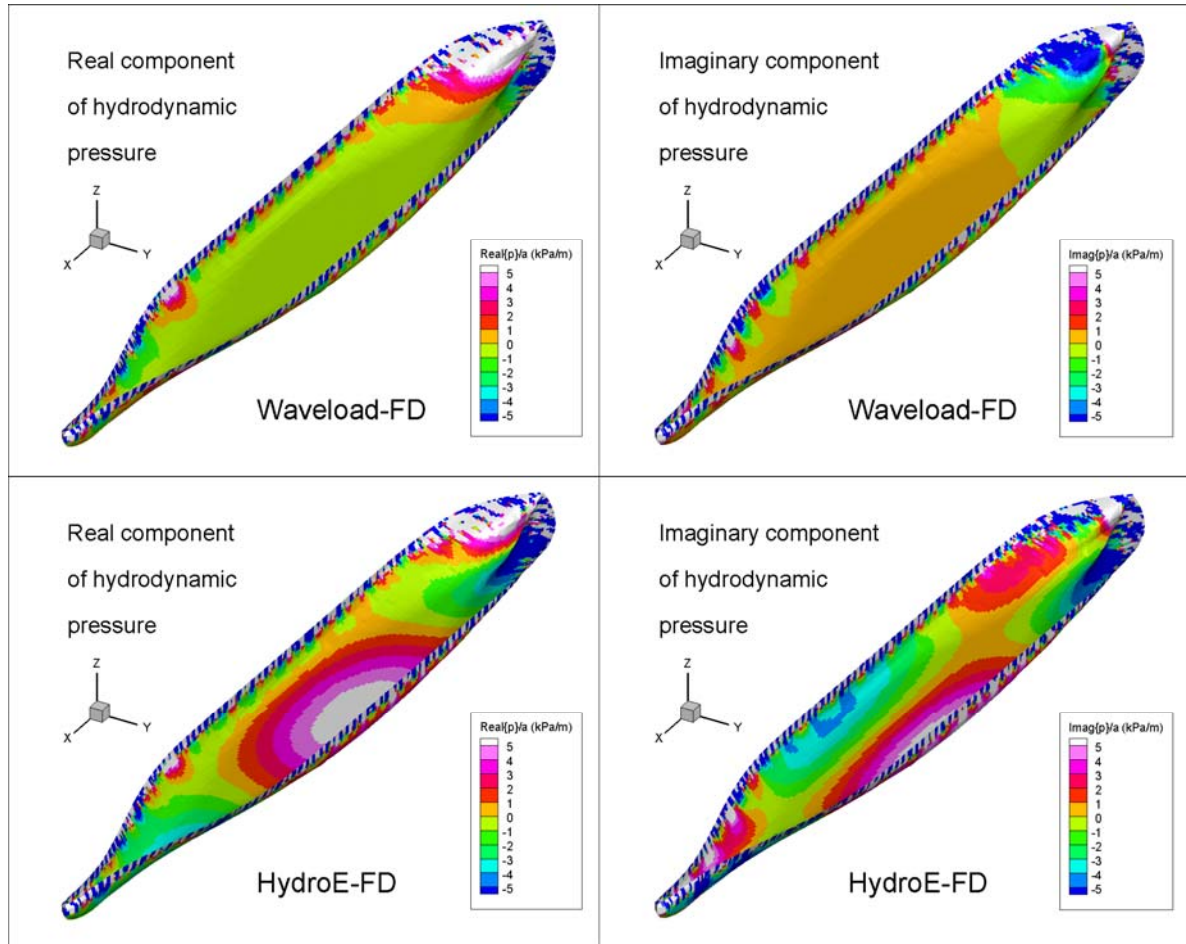 Real component
of hydrodynamic
pressure
Z
X
Y
Real{p}/a (kPa/m)
5
4
3
2
1
0
-1
-2
-3
-4
-5
Waveload-FD
Imaginary component
of hydrodynamic
pressure
Z
X
Y
Imag{p}/a (kPa/m)
5
4
3
2
1
0
-1
-2
-3
-4
-5
Waveload-FD
Real component
of hydrodynamic
pressure
Z
X
Y
Real{p}/a (kPa/m)
5
4
3
2
1
0
-1
-2
-3
-4
-5
HydroE-FD
Imaginary component
of hydrodynamic
pressure
Z
X
Y
Imag{p}/a (kPa/m)
5
4
3
2
1
0
-1
-2
-3
-4
-5
HydroE-FD